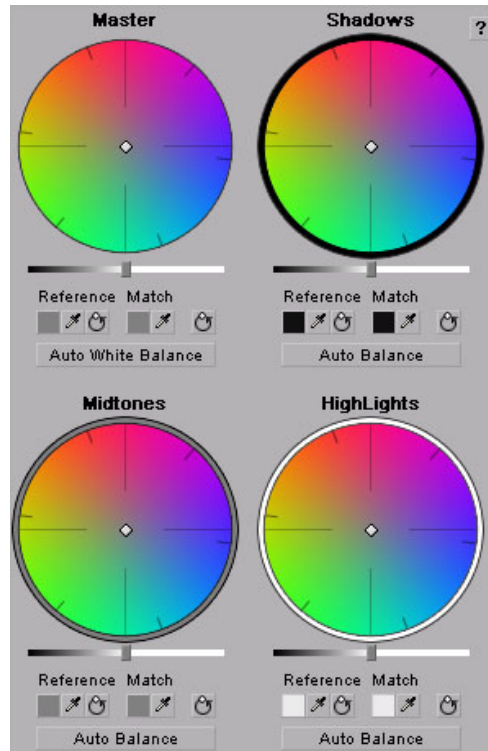 Master
Shadows
?
Reference Match
Reference Match
Auto White Balance
Auto Balance
Midtones
HighLights
Reference Match
Reference Match
Auto Balance
Auto Balance